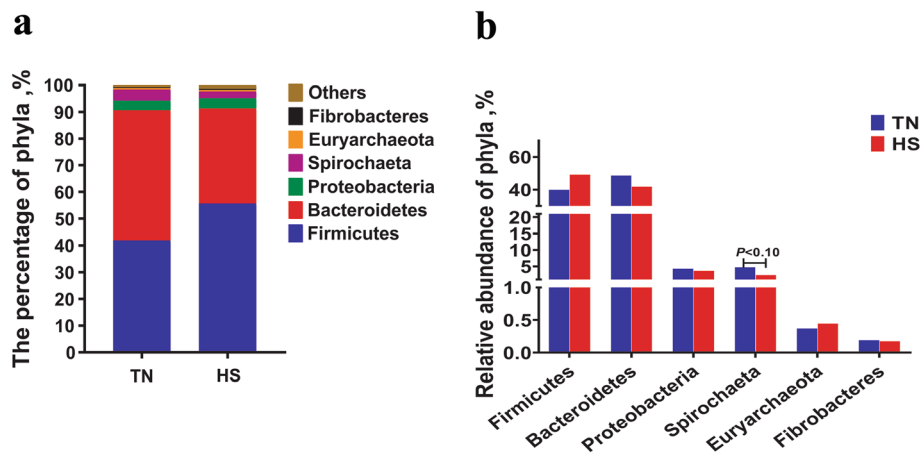 a
The percentage of phyla , %
100
90
80
70
60
50
40
30
20
10
0
TN
HS
Others
Fibrobacteres
Euryarchaeota
Spirochaeta
Proteobacteria
Bacteroidetes
Firmicutes
b
Relative abundance of phyla , %
60
40
20
15
10
5
1.0
0.5
0.0
P<0.10
TN
HS
Firmicutes
Bacteroidetes
Proteobacteria
Spirochaeta
Euryarchaeota
Fibrobacteres